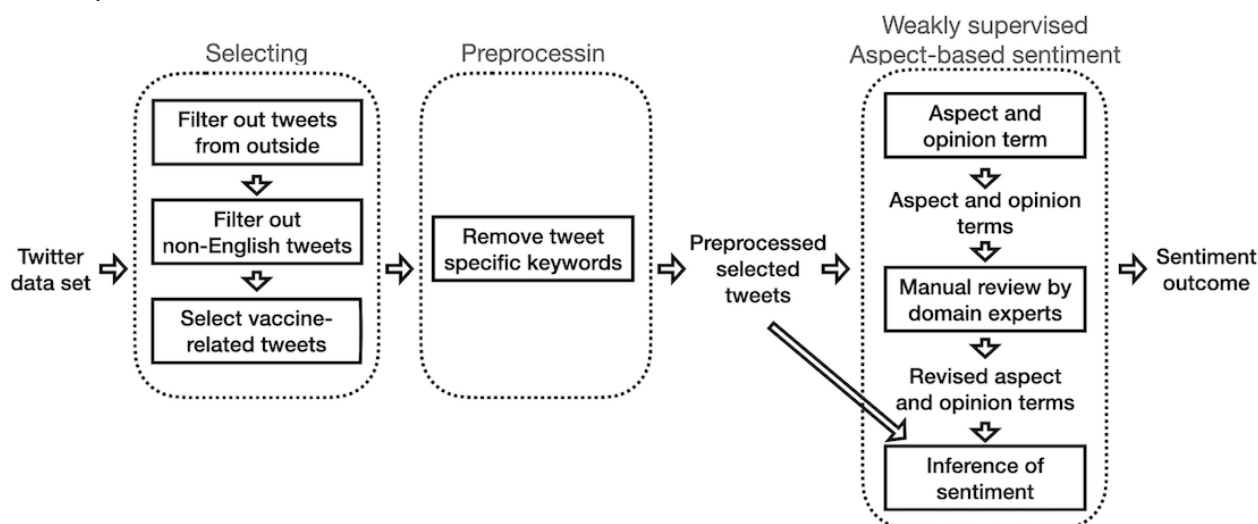 Selecting
Filter out tweets
from outside
Filter out
non-English tweets
Select vaccine-
related tweets
Twitter
data set
Preprocessin
Remove tweet
specific keywords
Preprocessed
selected
tweets
Weakly supervised
Aspect-based sentiment
Aspect and
opinion term
Aspect and opinion
terms
Manual review by
domain experts
Revised aspect
and opinion terms
Inference of
sentiment
Sentiment
outcome